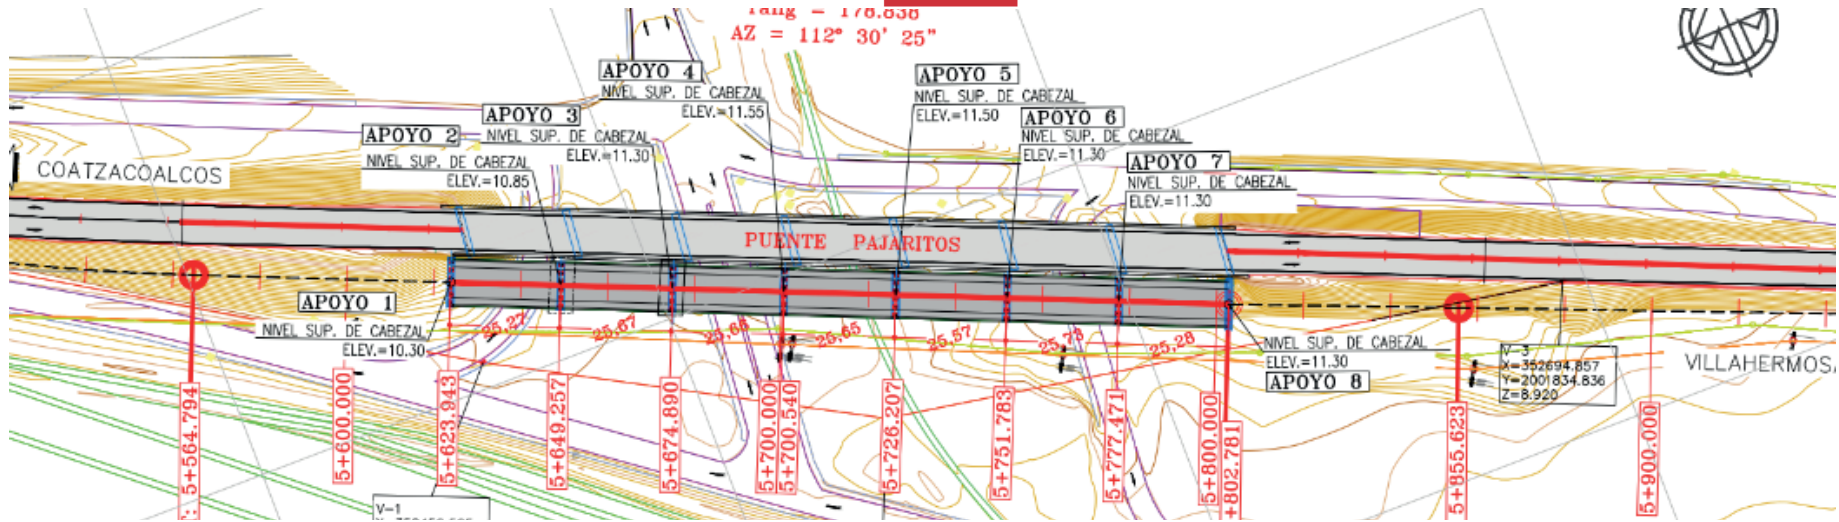 Tang = 178.838
AZ = 112° 30' 25"
APOYO 4
NIVEL SUP. DE CABEZAL
ELEV.=11.55
APOYO 5
NIVEL SUP. DE CABEZAL
ELEV.=11.50
APOYO 3
NIVEL SUP. DE CABEZAL
ELEV.=11.30
APOYO 6
NIVEL SUP. DE CABEZAL
ELEV.=11.30
APOYO 2
NIVEL SUP. DE CABEZAL
ELEV.=10.85
APOYO 7
NIVEL SUP. DE CABEZAL
ELEV.=11.30
COATZACOALCOS
PUENTE PAJARITOS
APOYO 1
NIVEL SUP. DE CABEZAL
ELEV.=10.30
25,27
25,67
25,65
25,57
25,73
25,28
NIVEL SUP. DE CABEZAL
ELEV.=11.30
APOYO 8
V-3
X=352694.857
Y=2001834.836
Z=8.920
VILLAHERMOSA
5+564.794
5+600.000
5+623.943
5+649.257
5+674.890
5+700.000
5+700.540
5+726.207
5+751.783
5+777.471
5+800.000
+802.781
5+855.623
5+900.000
V-1